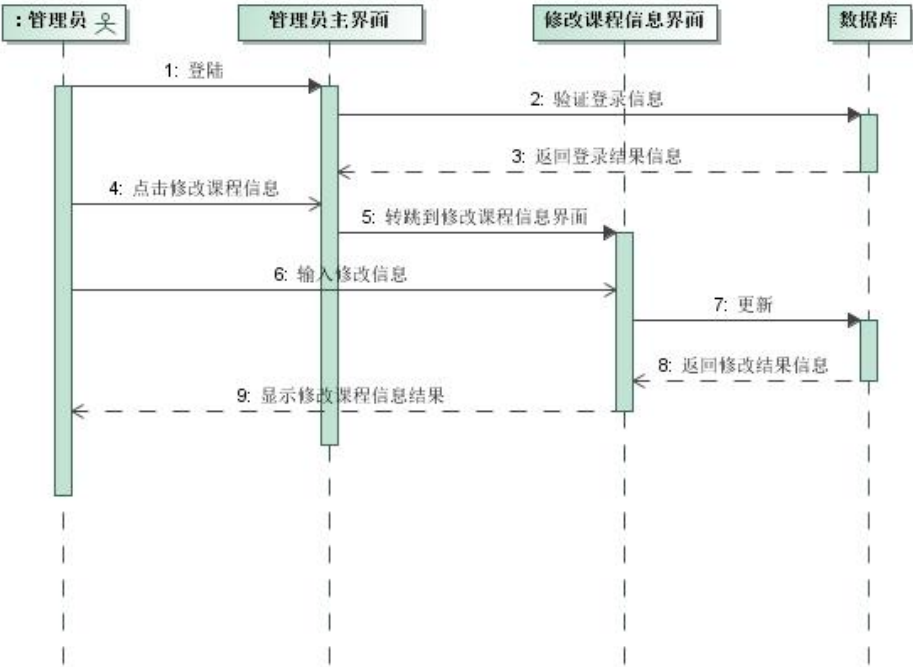 : 管理员
管理员主界面
修改课程信息界面
数据库
1: 登陆
2: 验证登录信息
3: 返回登录结果信息
4: 点击修改课程信息
5: 转跳到修改课程信息界面
6: 输入修改信息
7: 更新
8: 返回修改结果信息
9: 显示修改课程信息结果